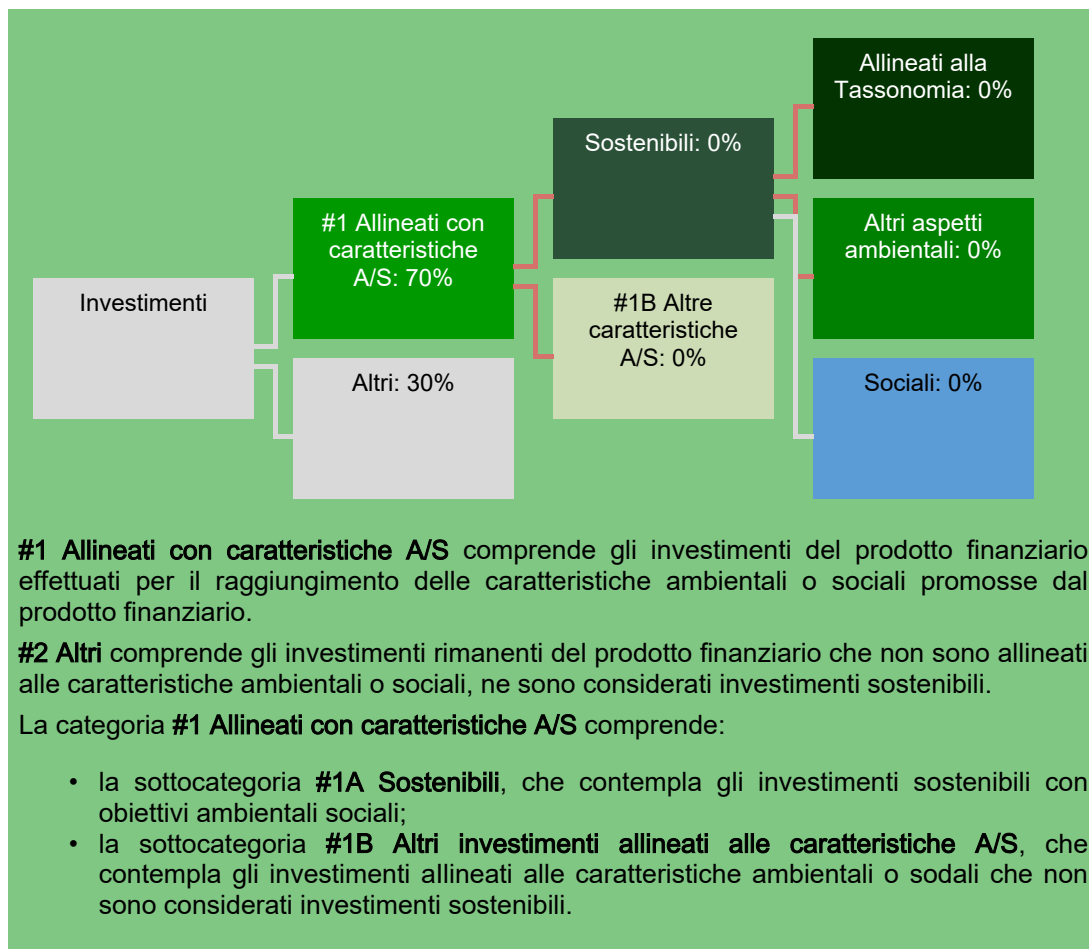 Allineati alla
Tassonomia: 0%
Sostenibili: 0%
#1 Allineati con
caratteristiche
A/S: 70%
Altri aspetti
ambientali: 0%
Investimenti
#1B Altre
caratteristiche
A/S: 0%
Altri: 30%
Sociali: 0%
#1 Allineati con caratteristiche A/S comprende gli investimenti del prodotto finanziario
effettuati per il raggiungimento delle caratteristiche ambientali o sociali promosse dal
prodotto finanziario.
#2 Altri comprende gli investimenti rimanenti del prodotto finanziario che non sono allineati
alle caratteristiche ambientali o sociali, ne sono considerati investimenti sostenibili.
La categoria #1 Allineati con caratteristiche A/S comprende:
• la sottocategoria #1A Sostenibili, che contempla gli investimenti sostenibili con
obiettivi ambientali sociali;
• la sottocategoria #1B Altri investimenti allineati alle caratteristiche A/S, che
contempla gli investimenti allineati alle caratteristiche ambientali o sodali che non
sono considerati investimenti sostenibili.